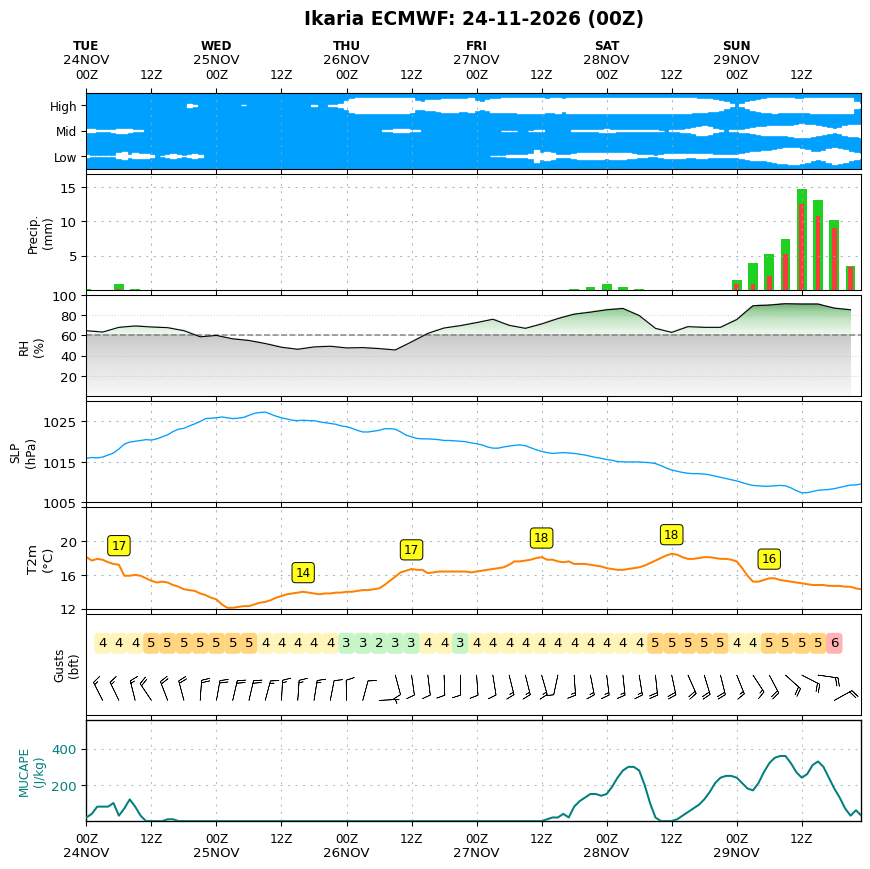 Ikaria ECMWF: 24-11-2026 (00Z)
TUE WED THU FRI SAT SUN
24NOV 25NOV 26NOV 27NOV 28NOV 29NOV
00Z 12Z 00Z 12Z 00Z 12Z 00Z 12Z 00Z 12Z 00Z 12Z
High
Mid
Low
Precip.
(mm)
15
10
5
RH
(%)
100
80
60
40
20
SLP
(hPa)
1025
1015
1005
T2m
(°C)
20
16
12
17 14 17 18 18 16
Gusts
(bft)
4 4 4 5 5 5 5 5 5 5 4 4 4 4 4 3 3 2 3 3 4 4 3 4 4 4 4 4 4 4 4 4 4 4 5 5 5 5 5 4 4 5 5 5 5 6
MUCAPE
(J/kg)
400
200
00Z 12Z 00Z 12Z 00Z 12Z 00Z 12Z 00Z 12Z 00Z 12Z
24NOV 25NOV 26NOV 27NOV 28NOV 29NOV